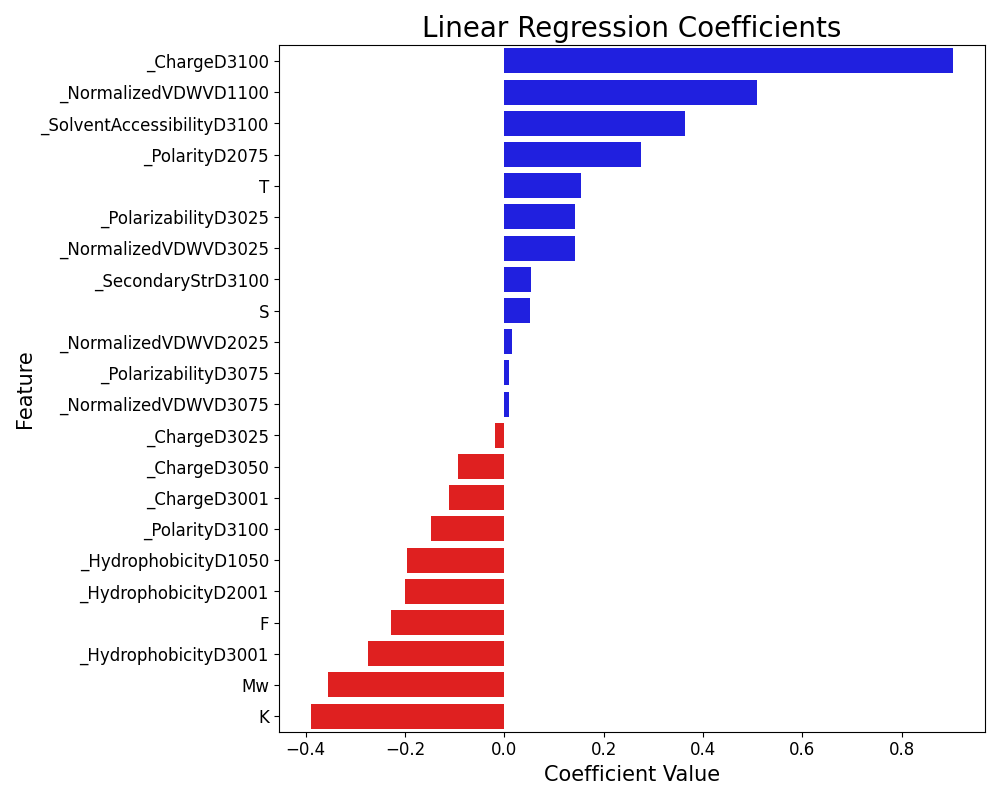 Linear Regression Coefficients
_ChargeD3100
_NormalizedVDWVD1100
_SolventAccessibilityD3100
_PolarityD2075
T
_PolarizabilityD3025
_NormalizedVDWVD3025
_SecondaryStrD3100
S
_NormalizedVDWVD2025
_PolarizabilityD3075
_NormalizedVDWVD3075
_ChargeD3025
_ChargeD3050
_ChargeD3001
_PolarityD3100
_HydrophobicityD1050
_HydrophobicityD2001
F
_HydrophobicityD3001
Mw
K
Feature
−0.4 −0.2 0.0 0.2 0.4 0.6 0.8
Coefficient Value